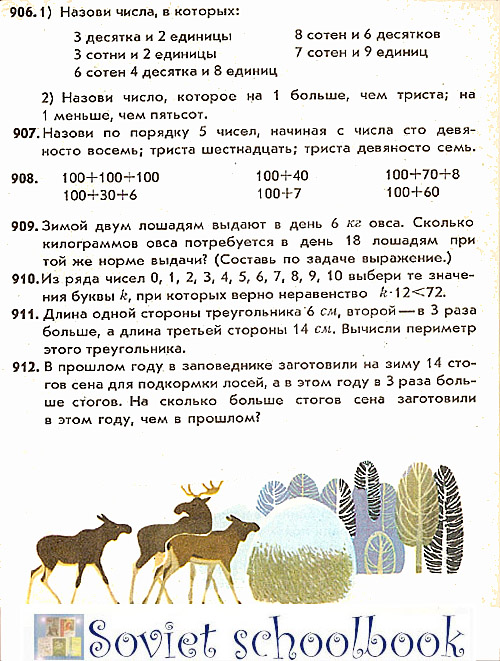 906. 1) Назови числа, в которых:
3 десятка и 2 единицы 8 сотен и 6 десятков
3 сотни и 2 единицы 7 сотен и 9 единиц
6 сотен 4 десятка и 8 единиц
2) Назови число, которое на 1 больше, чем триста; на
1 меньше, чем пятьсот.
907. Назови по порядку 5 чисел, начиная с числа сто девя-
носто восемь; триста шестнадцать; триста девяносто семь.
908. 100+100+100 100+40 100+70+8
100+30+6 100+7 100+60
909. Зимой двум лошадям выдают в день 6 кг овса. Сколько
килограммов овса потребуется в день 18 лошадям при
той же норме выдачи? (Составь по задаче выражение.)
910. Из ряда чисел 0, 1, 2, 3, 4, 5, 6, 7, 8, 9, 10 выбери те значе-
ния буквы k, при которых верно неравенство k·12<72.
911. Длина одной стороны треугольника 6 см, второй — в 3 раза
больше, а длина третьей стороны 14 см. Вычисли периметр
этого треугольника.
912. В прошлом году в заповеднике заготовили на зиму 14 сто-
гов сена для подкормки лосей, а в этом году в 3 раза боль-
ше стогов. На сколько больше стогов сена заготовили
в этом году, чем в прошлом?
Soviet schoolbook